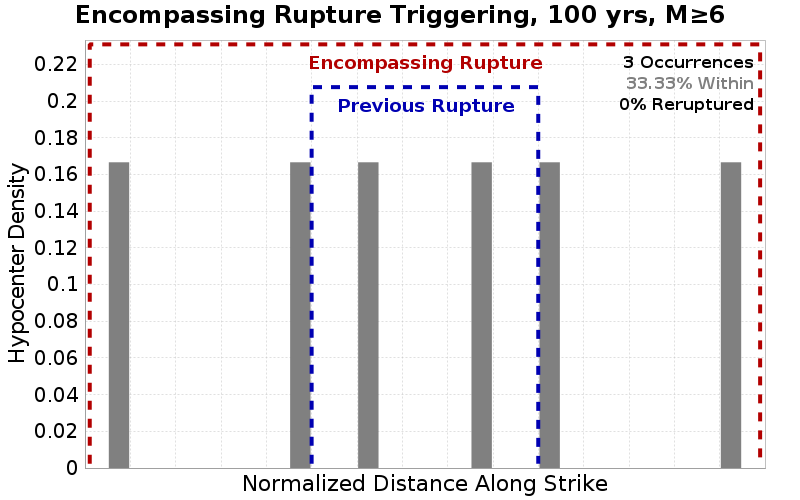 Encompassing Rupture Triggering, 100 yrs, M≥6
Encompassing Rupture
3 Occurrences
33.33% Within
0% Reruptured
Previous Rupture
Hypocenter Density
0.22
0.2
0.18
0.16
0.14
0.12
0.1
0.08
0.06
0.04
0.02
0
Normalized Distance Along Strike